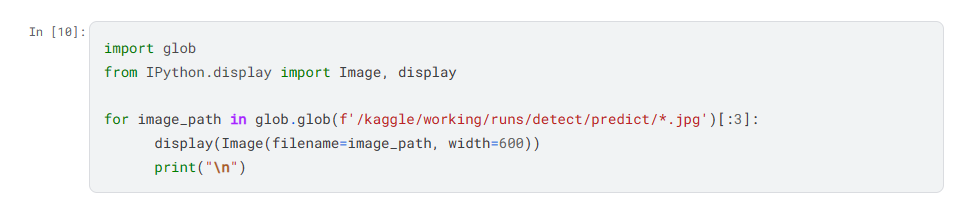 In [10]:
import glob
from IPython.display import Image, display
for image_path in glob.glob(f'/kaggle/working/runs/detect/predict/*.jpg')[:3]:
display(Image(filename=image_path, width=600))
print("\n")